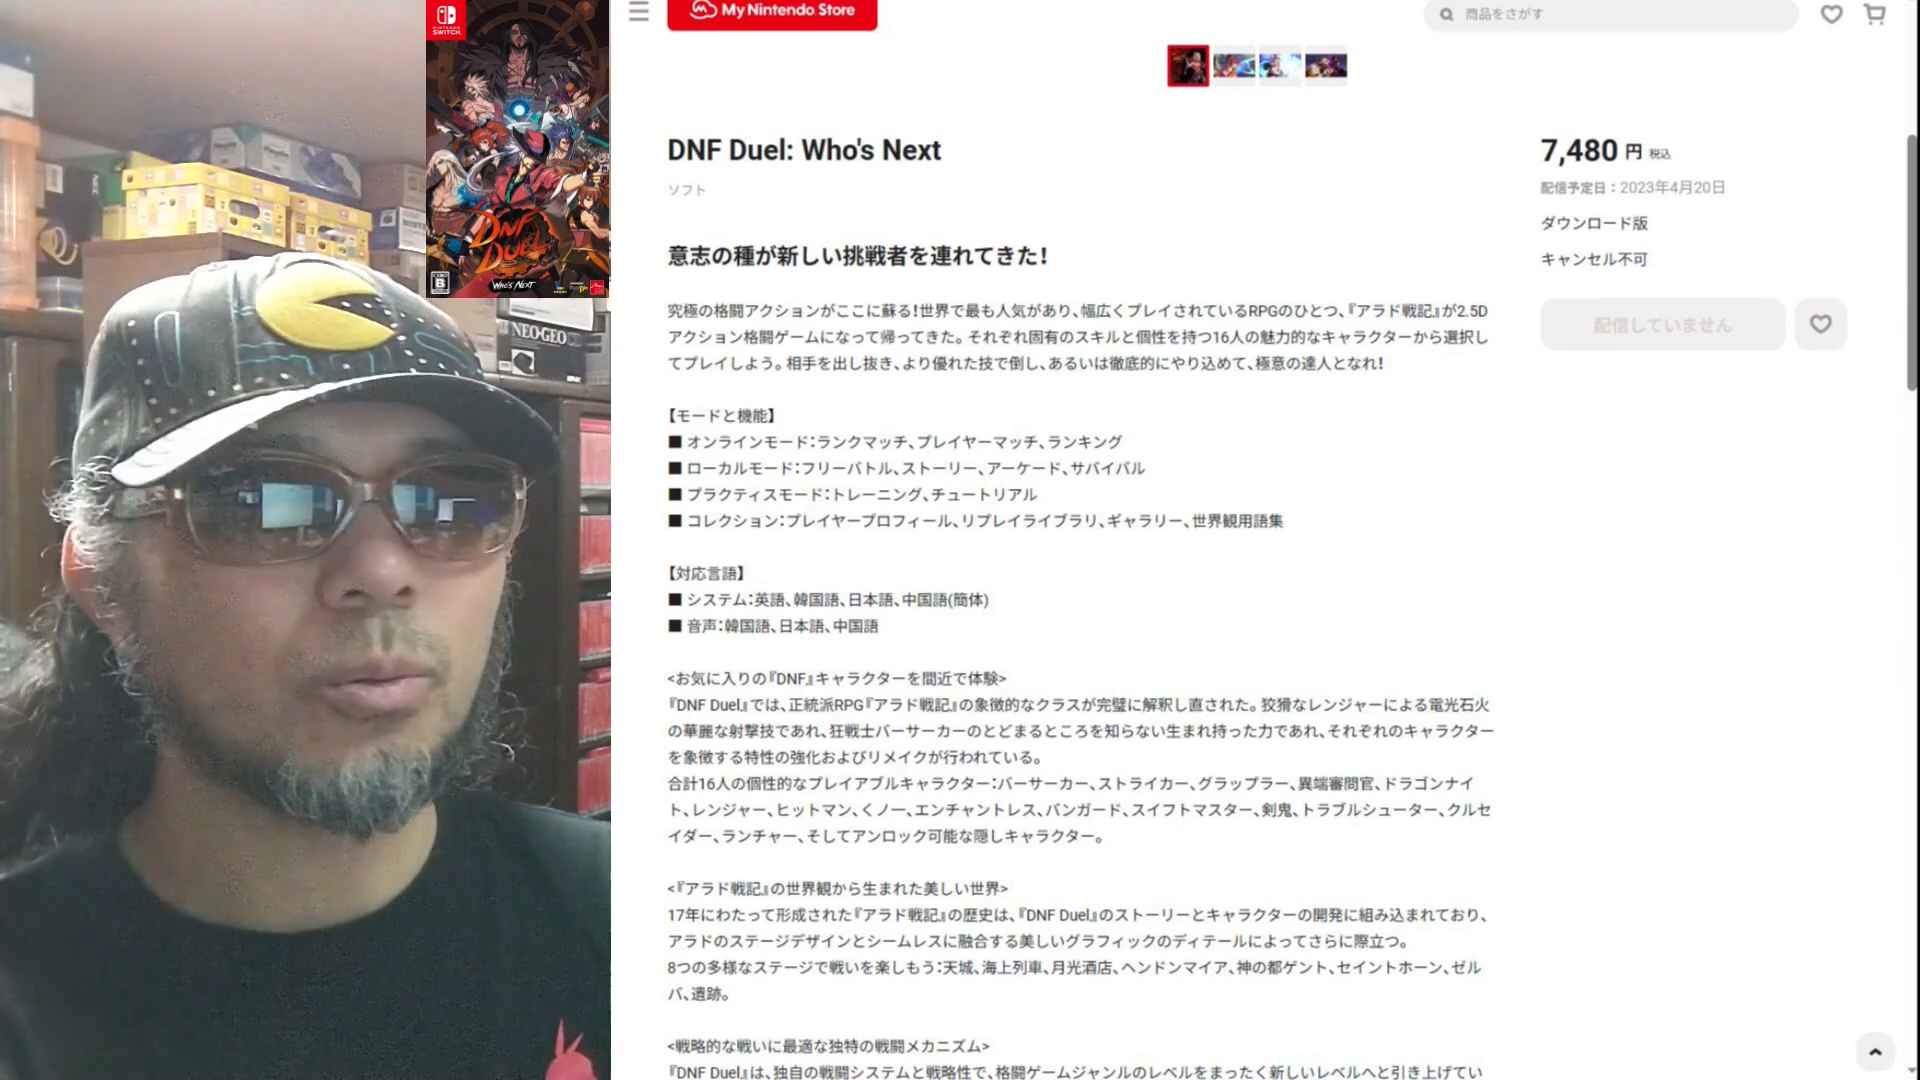 NINTENDO
SWITCH
DNF
DUEL
WHO'S NEXT
CERO
B
NEC
NEO·GEO CD
My Nintendo Store
商品をさがす
DNF Duel: Who's Next
ソフト
意志の種が新しい挑戦者を連れてきた！
究極の格闘アクションがここに蘇る！世界で最も人気があり、幅広くプレイされているRPGのひとつ、『アラド戦記』が2.5D
アクション格闘ゲームになって帰ってきた。それぞれ固有のスキルと個性を持つ16人の魅力的なキャラクターから選択し
てプレイしよう。相手を出し抜き、より優れた技で倒し、あるいは徹底的にやり込めて、極意の達人となれ！
【モードと機能】
■ オンラインモード：ランクマッチ、プレイヤーマッチ、ランキング
■ ローカルモード：フリーバトル、ストーリー、アーケード、サバイバル
■ プラクティスモード：トレーニング、チュートリアル
■ コレクション：プレイヤープロフィール、リプレイライブラリ、ギャラリー、世界観用語集
【対応言語】
■ システム：英語、韓国語、日本語、中国語(簡体)
■ 音声：韓国語、日本語、中国語
<お気に入りの『DNF』キャラクターを間近で体験>
『DNF Duel』では、正統派RPG『アラド戦記』の象徴的なクラスが完璧に解釈し直された。狡猾なレンジャーによる電光石火
の華麗な射撃技であれ、狂戦士バーサーカーのとどまるところを知らない生まれ持った力であれ、それぞれのキャラクター
を象徴する特性の強化およびリメイクが行われている。
合計16人の個性的なプレイアブルキャラクター：バーサーカー、ストライカー、グラップラー、異端審問官、ドラゴンナイ
ト、レンジャー、ヒットマン、くノ一、エンチャントレス、バンガード、スイフトマスター、剣鬼、トラブルシューター、クルセ
イダー、ランチャー、そしてアンロック可能な隠しキャラクター。
<『アラド戦記』の世界観から生まれた美しい世界>
17年にわたって形成された『アラド戦記』の歴史は、『DNF Duel』のストーリーとキャラクターの開発に組み込まれており、
アラドのステージデザインとシームレスに融合する美しいグラフィックのディテールによってさらに際立つ。
8つの多様なステージで戦いを楽しもう：天城、海上列車、月光酒店、ヘンドンマイア、神の都ゲント、セイントホーン、ゼル
バ、遺跡。
<戦略的な戦いに最適な独特の戦闘メカニズム>
『DNF Duel』は、独自の戦闘システムと戦略性で、格闘ゲームジャンルのレベルをまったく新しいレベルへと引き上げてい
7,480 円 税込
配信予定日：2023年4月20日
ダウンロード版
キャンセル不可
配信していません